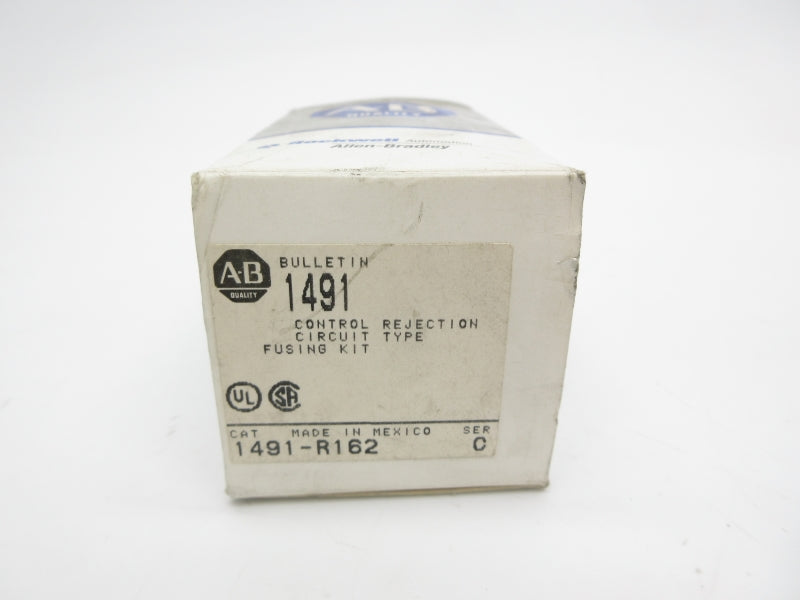 A-B
QUALITY
Rockwell Automation
Allen-Bradley
A-B
QUALITY
BULLETIN
1491
CONTROL REJECTION
CIRCUIT TYPE
FUSING KIT
UL SA
CAT MADE IN MEXICO SER
1491-R162 C